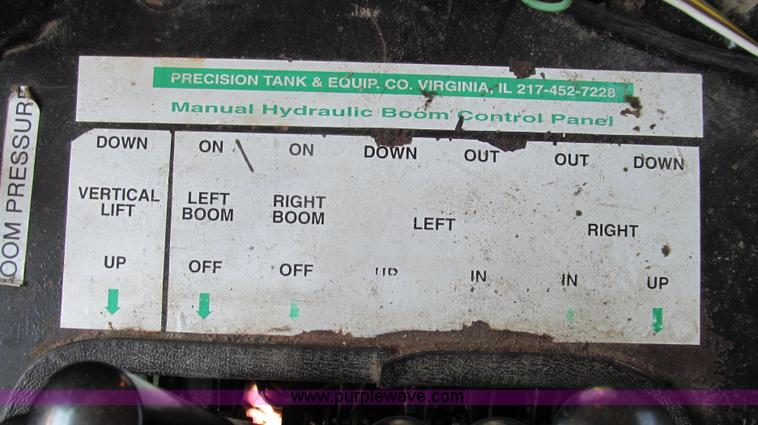 PRECISION TANK & EQUIP. CO. VIRGINIA, IL 217-452-7228
Manual Hydraulic Boom Control Panel
OOM PRESSURE
DOWN ON ON DOWN OUT OUT DOWN
VERTICAL LIFT
LEFT BOOM
RIGHT BOOM
LEFT
RIGHT
UP OFF OFF UP IN IN UP
www.purplewave.com